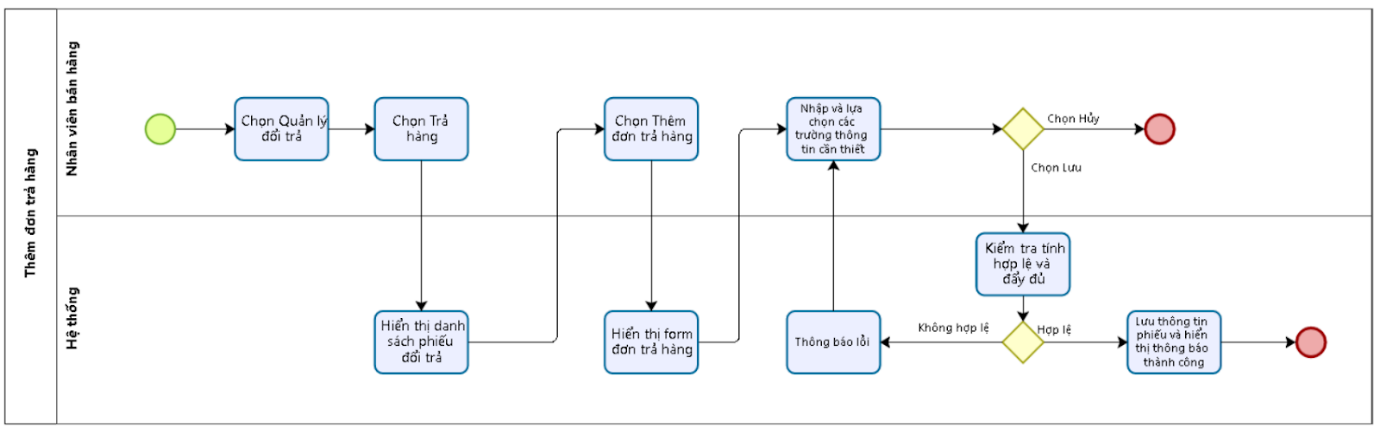 Thêm đơn trả hàng
Nhân viên bán hàng
Chọn Quản lý
đổi trả
Chọn Trả
hàng
Chọn Thêm
đơn trả hàng
Nhập và lựa
chọn các
trường thông
tin cần thiết
Chọn Hủy
Chọn Lưu
Hệ thống
Hiển thị danh
sách phiếu
đổi trả
Hiển thị form
đơn trả hàng
Thông báo lỗi
Không hợp lệ
Kiểm tra tính
hợp lệ và
đẩy đủ
Hợp lệ
Lưu thông tin
phiếu và hiển
thị thông báo
thành công